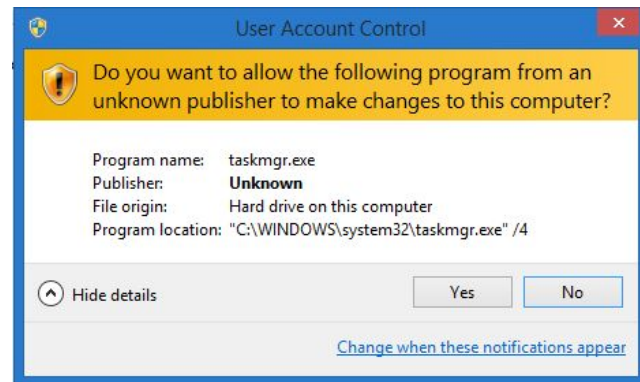 User Account Control
Do you want to allow the following program from an
unknown publisher to make changes to this computer?
Program name: taskmgr.exe
Publisher: Unknown
File origin: Hard drive on this computer
Program location: "C:\WINDOWS\system32\taskmgr.exe" /4
Hide details Yes No
Change when these notifications appear